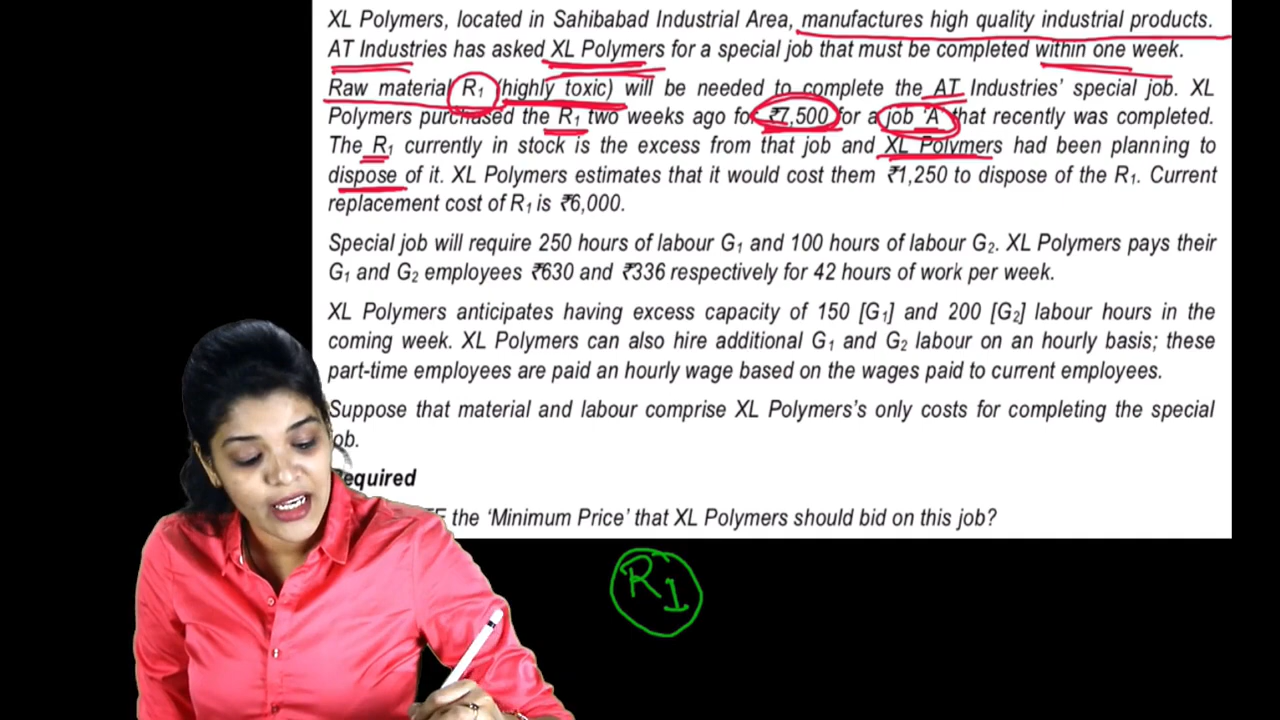 XL Polymers, located in Sahibabad Industrial Area, manufactures high quality industrial products.
AT Industries has asked XL Polymers for a special job that must be completed within one week.
Raw material R₁ (highly toxic) will be needed to complete the AT Industries' special job. XL
Polymers purchased the R₁ two weeks ago for ₹7,500 for a job 'A' that recently was completed.
The R₁ currently in stock is the excess from that job and XL Polymers had been planning to
dispose of it. XL Polymers estimates that it would cost them ₹1,250 to dispose of the R₁. Current
replacement cost of R₁ is ₹6,000.
Special job will require 250 hours of labour G₁ and 100 hours of labour G₂. XL Polymers pays their
G₁ and G₂ employees ₹630 and ₹336 respectively for 42 hours of work per week.
XL Polymers anticipates having excess capacity of 150 [G₁] and 200 [G₂] labour hours in the
coming week. XL Polymers can also hire additional G₁ and G₂ labour on an hourly basis; these
part-time employees are paid an hourly wage based on the wages paid to current employees.
Suppose that material and labour comprise XL Polymers's only costs for completing the special
ob.
equired
the 'Minimum Price' that XL Polymers should bid on this job?
R1